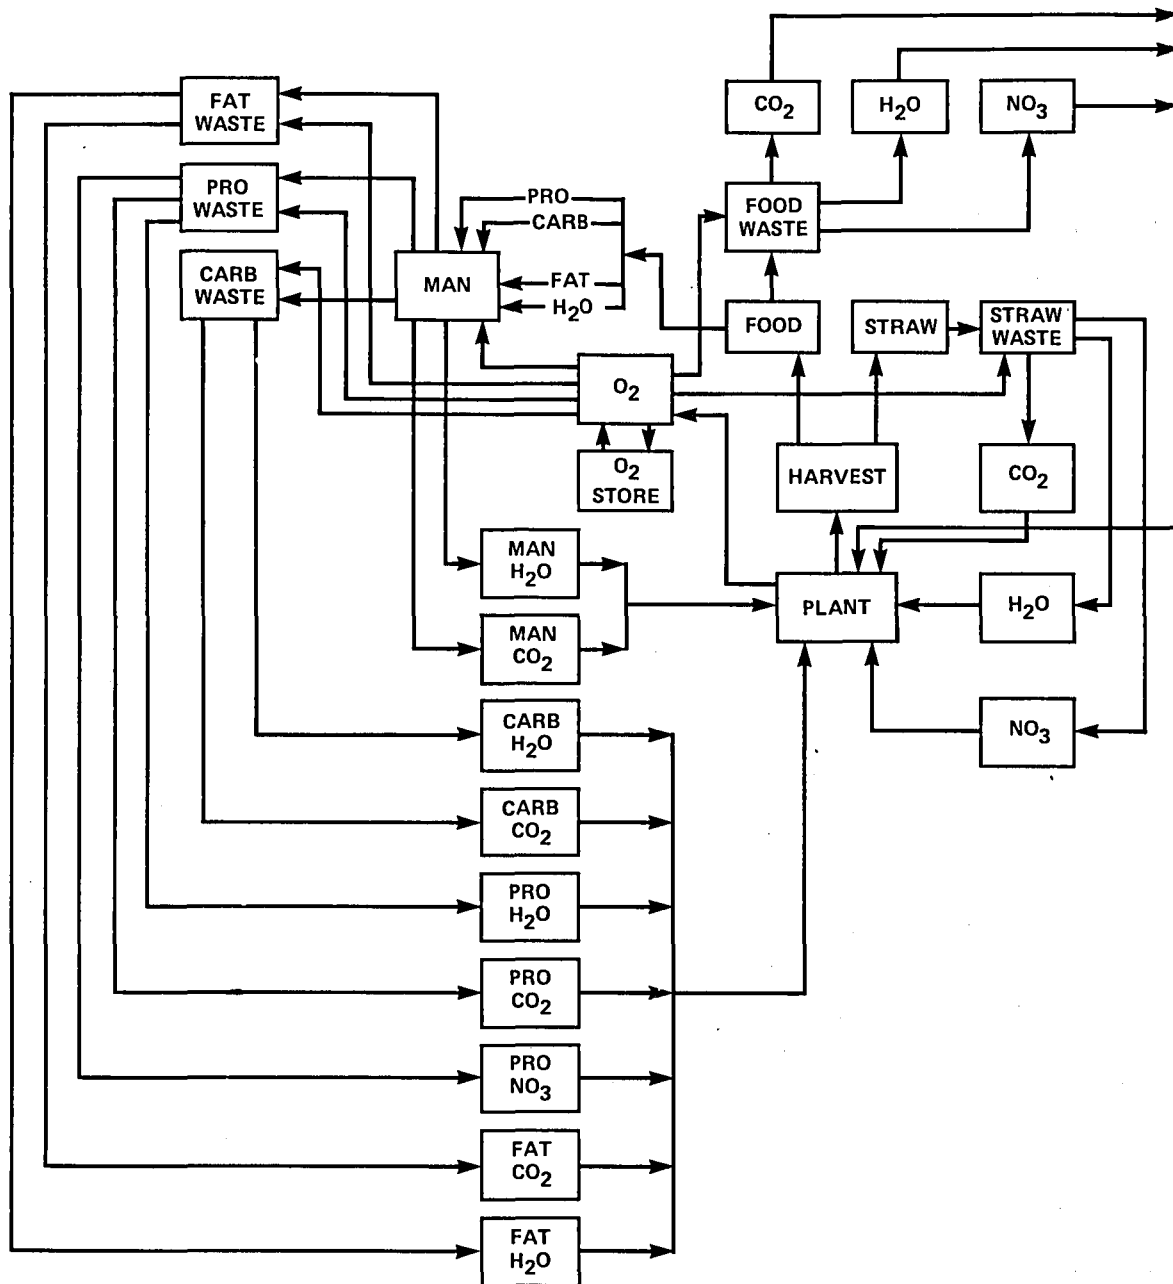 CO2
H2O
NO3
FAT
WASTE
PRO
WASTE
CARB
WASTE
PRO
CARB
FAT
H2O
MAN
FOOD
WASTE
FOOD
STRAW
STRAW
WASTE
O2
O2
STORE
HARVEST
CO2
MAN
H2O
MAN
CO2
PLANT
H2O
NO3
CARB
H2O
CARB
CO2
PRO
H2O
PRO
CO2
PRO
NO3
FAT
CO2
FAT
H2O